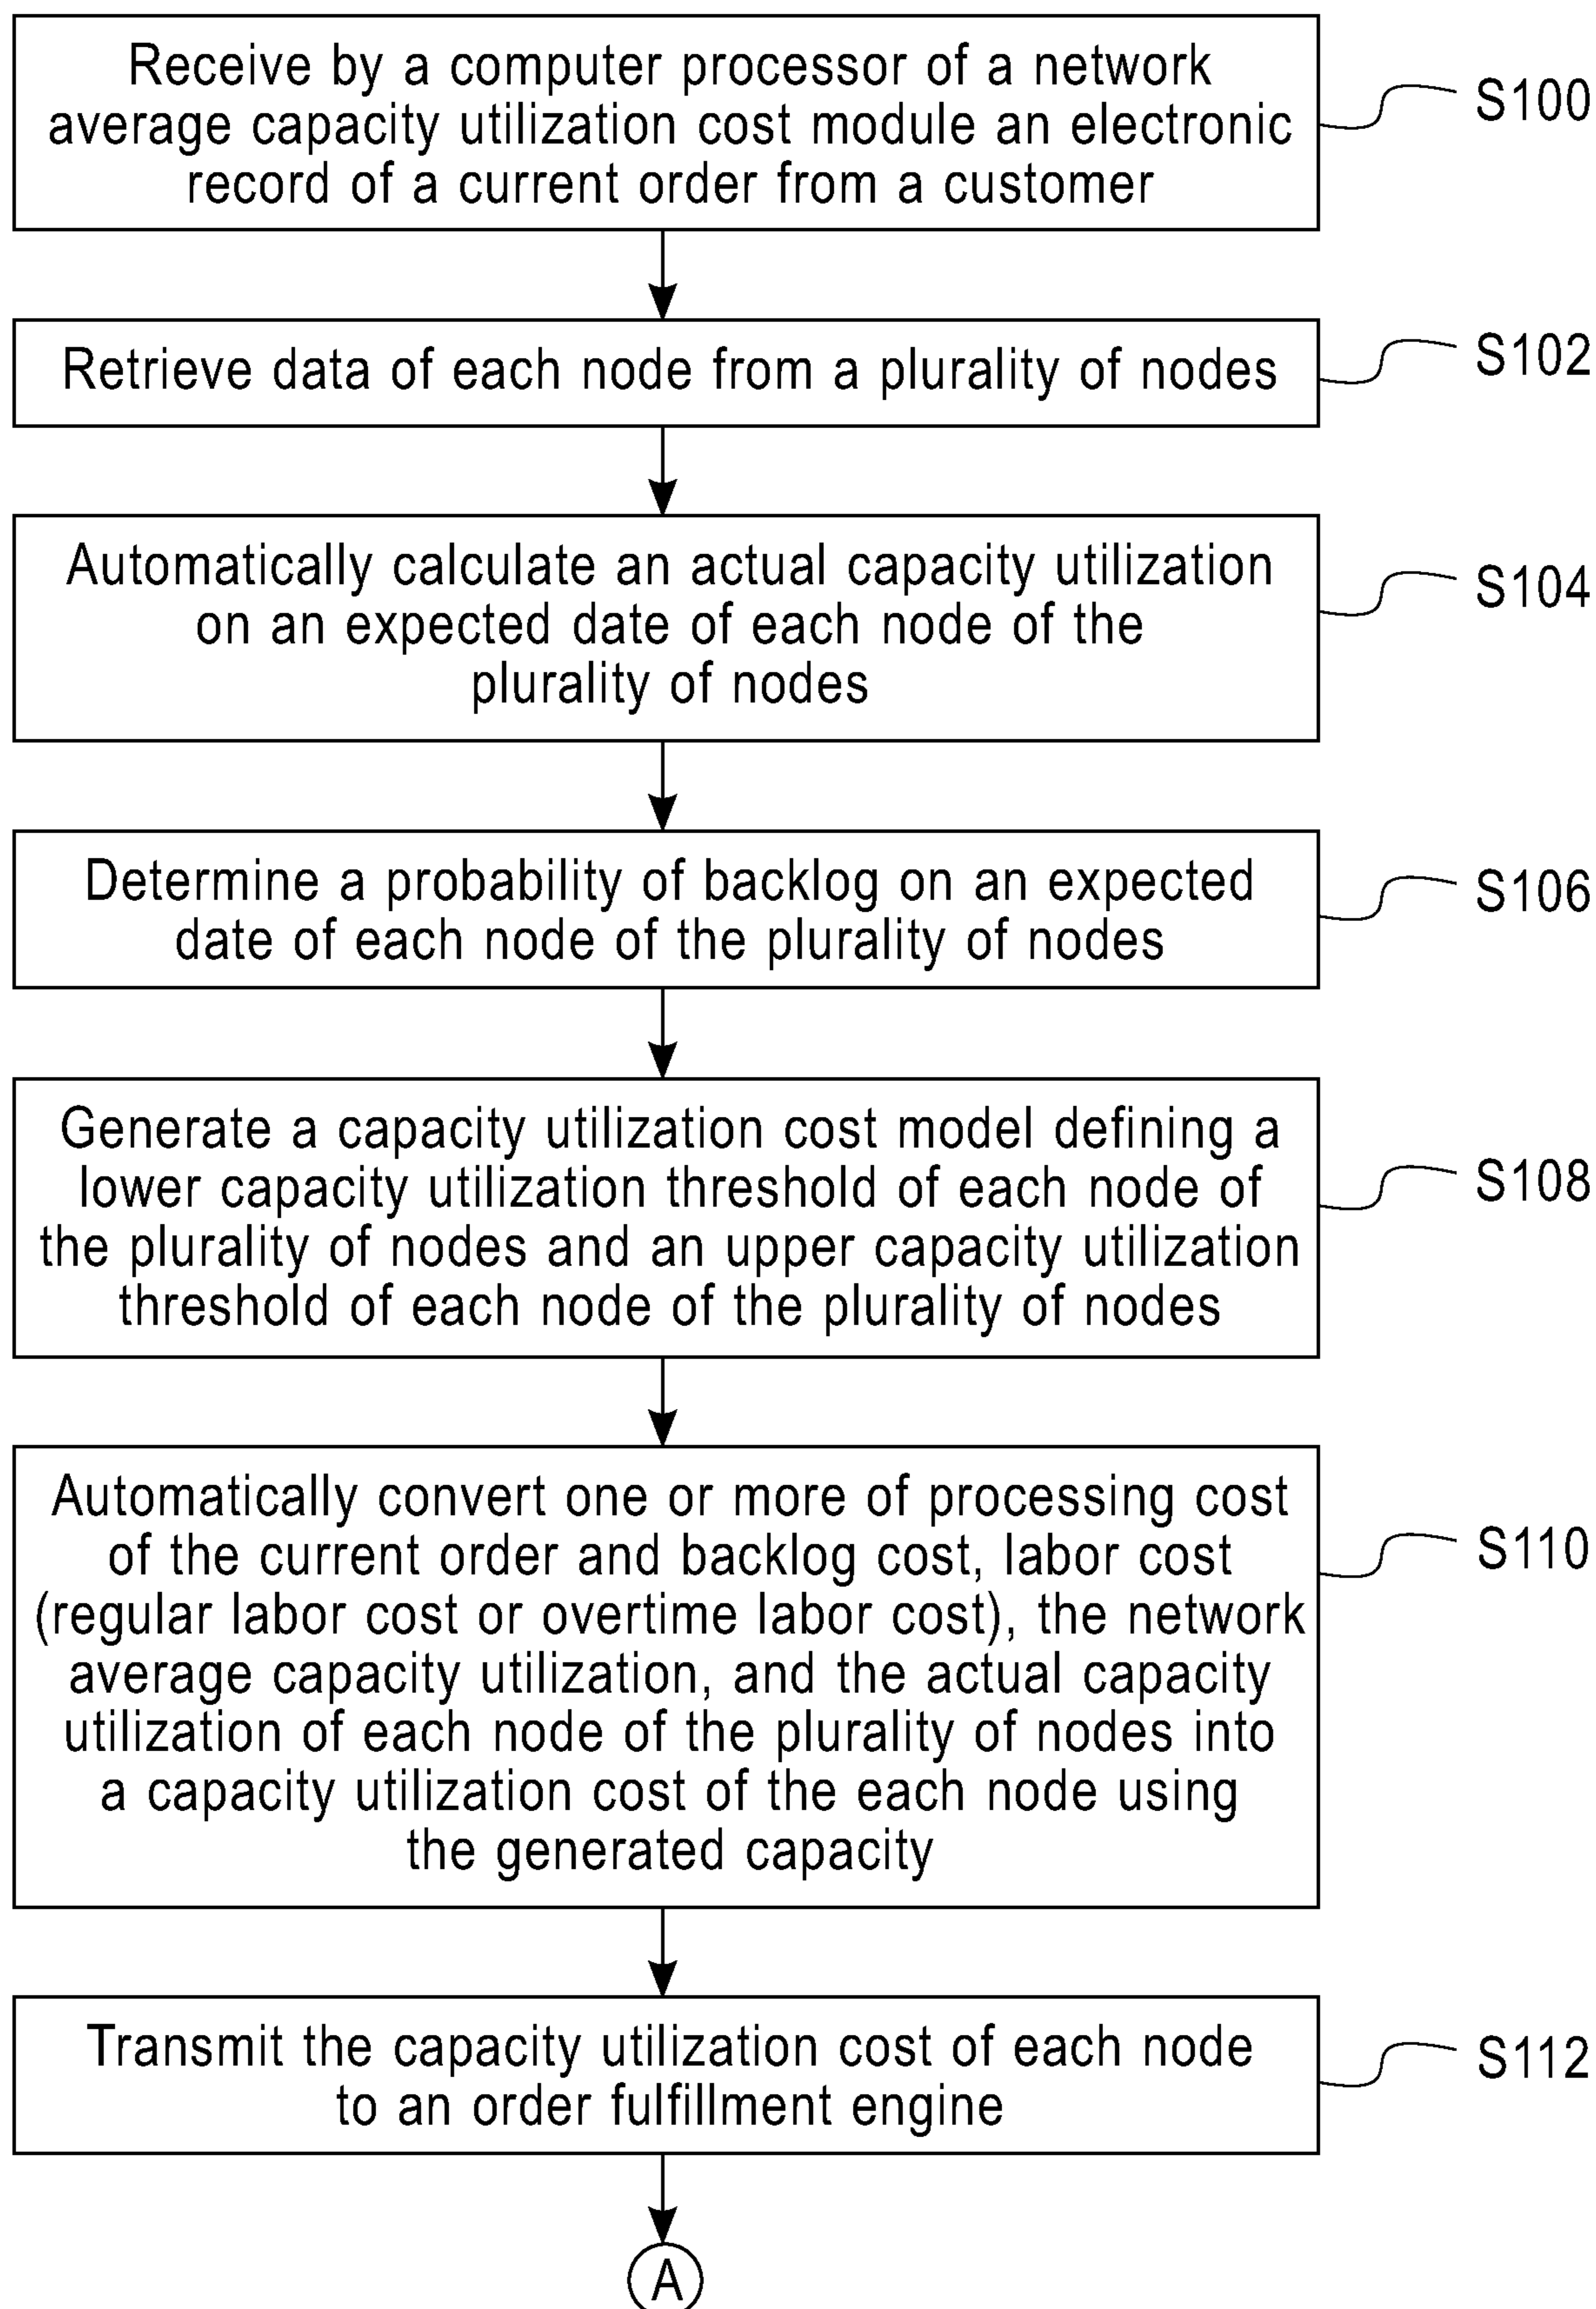 Receive by a computer processor of a network
average capacity utilization cost module an electronic
record of a current order from a customer
S100
Retrieve data of each node from a plurality of nodes
S102
Automatically calculate an actual capacity utilization
on an expected date of each node of the
plurality of nodes
S104
Determine a probability of backlog on an expected
date of each node of the plurality of nodes
S106
Generate a capacity utilization cost model defining a
lower capacity utilization threshold of each node of
the plurality of nodes and an upper capacity utilization
threshold of each node of the plurality of nodes
S108
Automatically convert one or more of processing cost
of the current order and backlog cost, labor cost
(regular labor cost or overtime labor cost), the network
average capacity utilization, and the actual capacity
utilization of each node of the plurality of nodes into
a capacity utilization cost of the each node using
the generated capacity
S110
Transmit the capacity utilization cost of each node
to an order fulfillment engine
S112
A